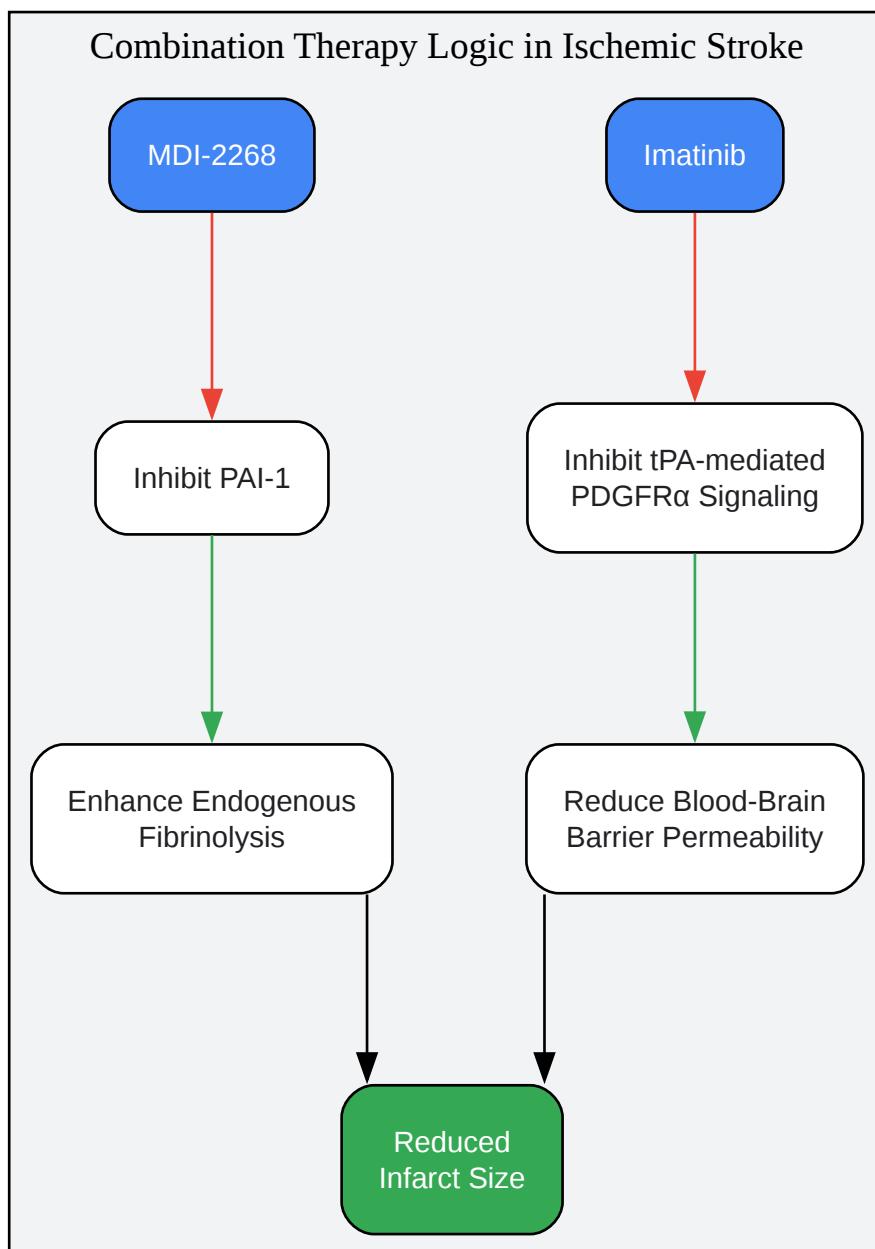 Combination Therapy Logic in Ischemic Stroke
MDI-2268
Imatinib
Inhibit PAI-1
Inhibit tPA-mediated
PDGFRα Signaling
Enhance Endogenous
Fibrinolysis
Reduce Blood-Brain
Barrier Permeability
Reduced
Infarct Size